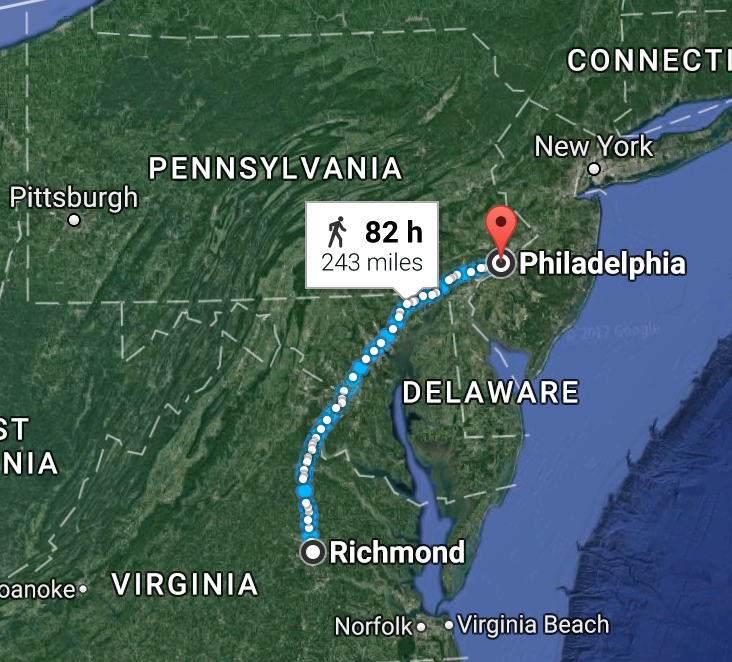 CONNECTI
New York
PENNSYLVANIA
Pittsburgh
82 h
243 miles
Philadelphia
© 2017 Google
DELAWARE
ST
NIA
Richmond
oanoke
VIRGINIA
Norfolk
Virginia Beach